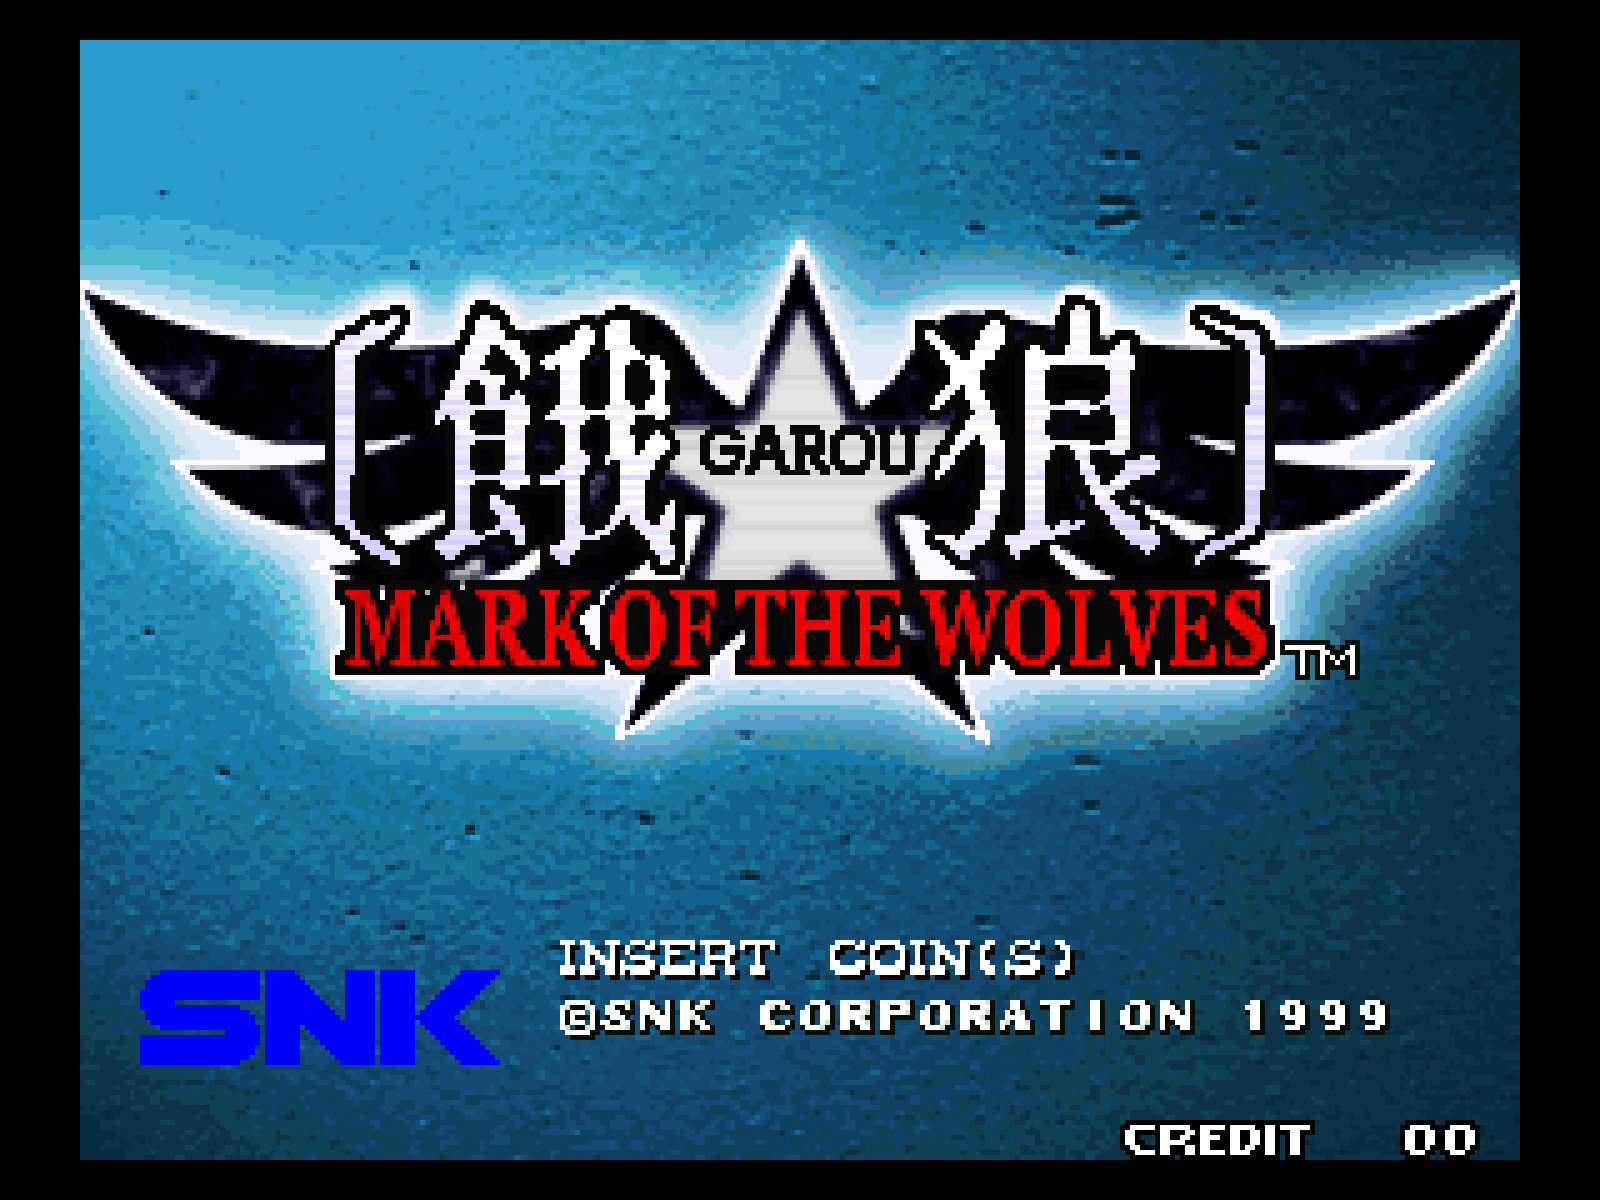 〔餓狼〕
GAROU
MARK OF THE WOLVES™
INSERT COIN(S)
SNK
©SNK CORPORATION 1999
CREDIT 00